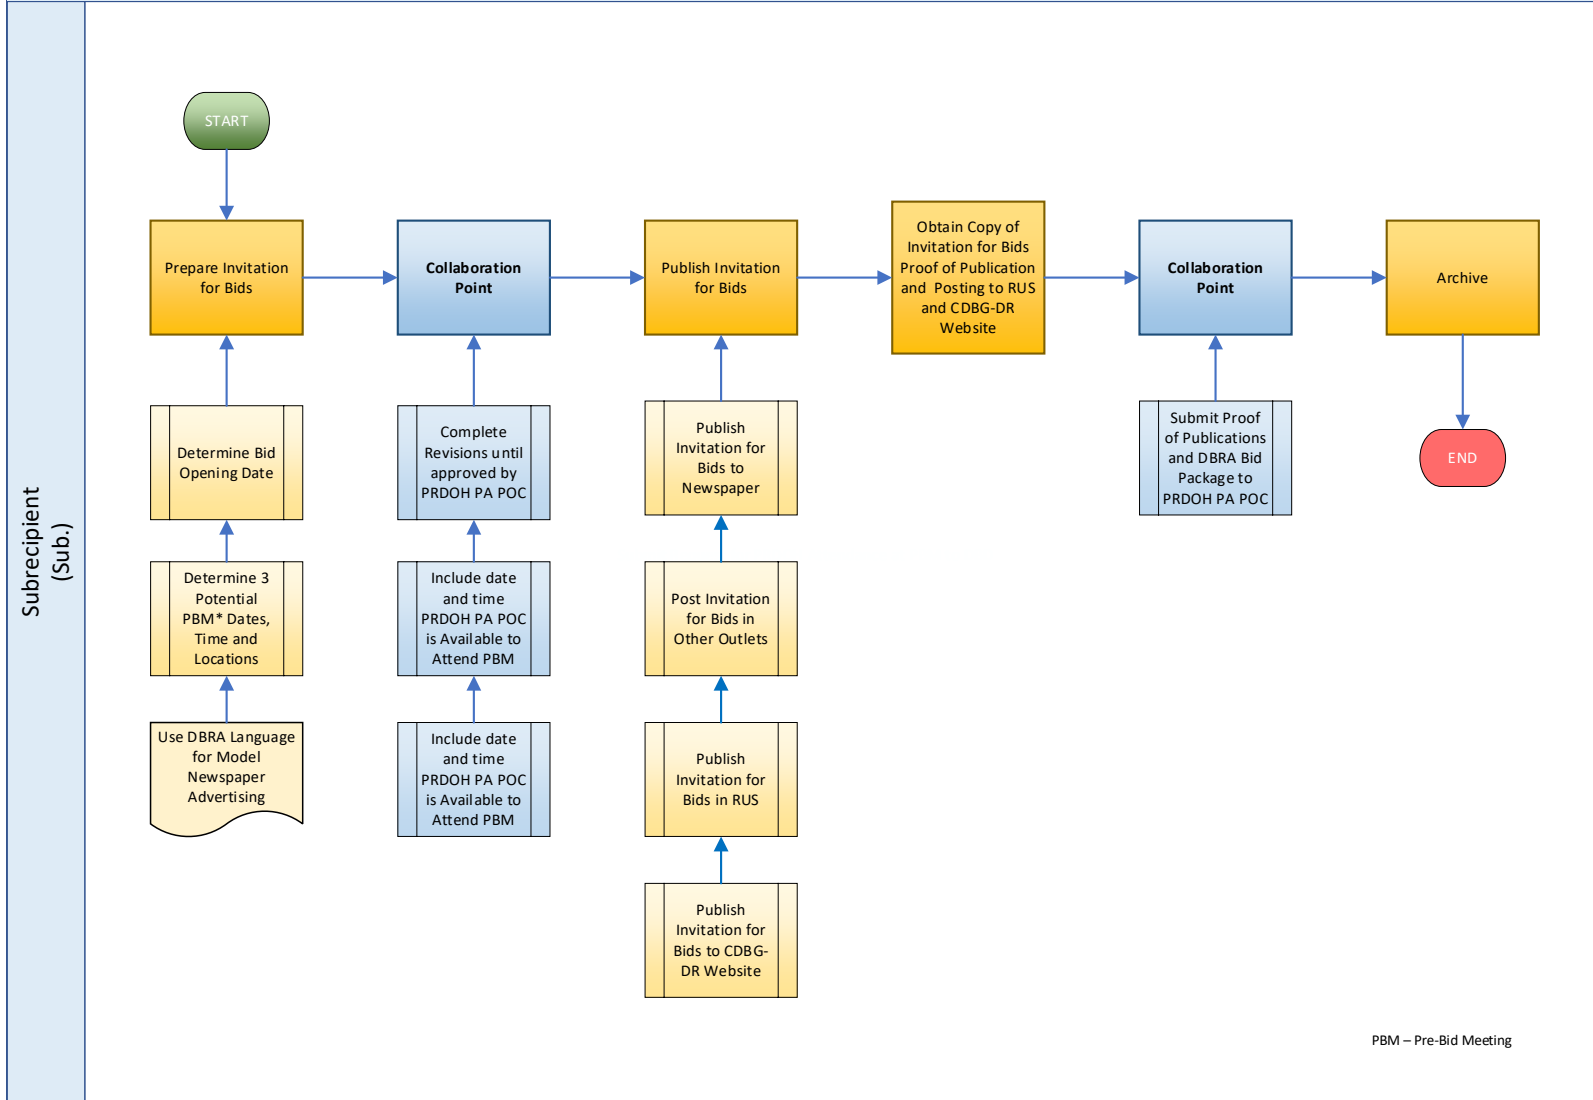 Subrecipient
(Sub.)
START
Prepare Invitation
for Bids
Collaboration
Point
Publish Invitation
for Bids
Obtain Copy of
Invitation for Bids
Proof of Publication
and Posting to RUS
and CDBG-DR
Website
Collaboration
Point
Archive
Determine Bid
Opening Date
Complete
Revisions until
approved by
PRDOH PA POC
Publish
Invitation for
Bids to
Newspaper
Submit Proof
of Publications
and DBRA Bid
Package to
PRDOH PA POC
END
Determine 3
Potential
PBM* Dates,
Time and
Locations
Include date
and time
PRDOH PA POC
is Available to
Attend PBM
Post Invitation
for Bids in
Other Outlets
Use DBRA Language
for Model
Newspaper
Advertising
Include date
and time
PRDOH PA POC
is Available to
Attend PBM
Publish
Invitation for
Bids in RUS
Publish
Invitation for
Bids to CDBG-
DR Website
PBM – Pre-Bid Meeting